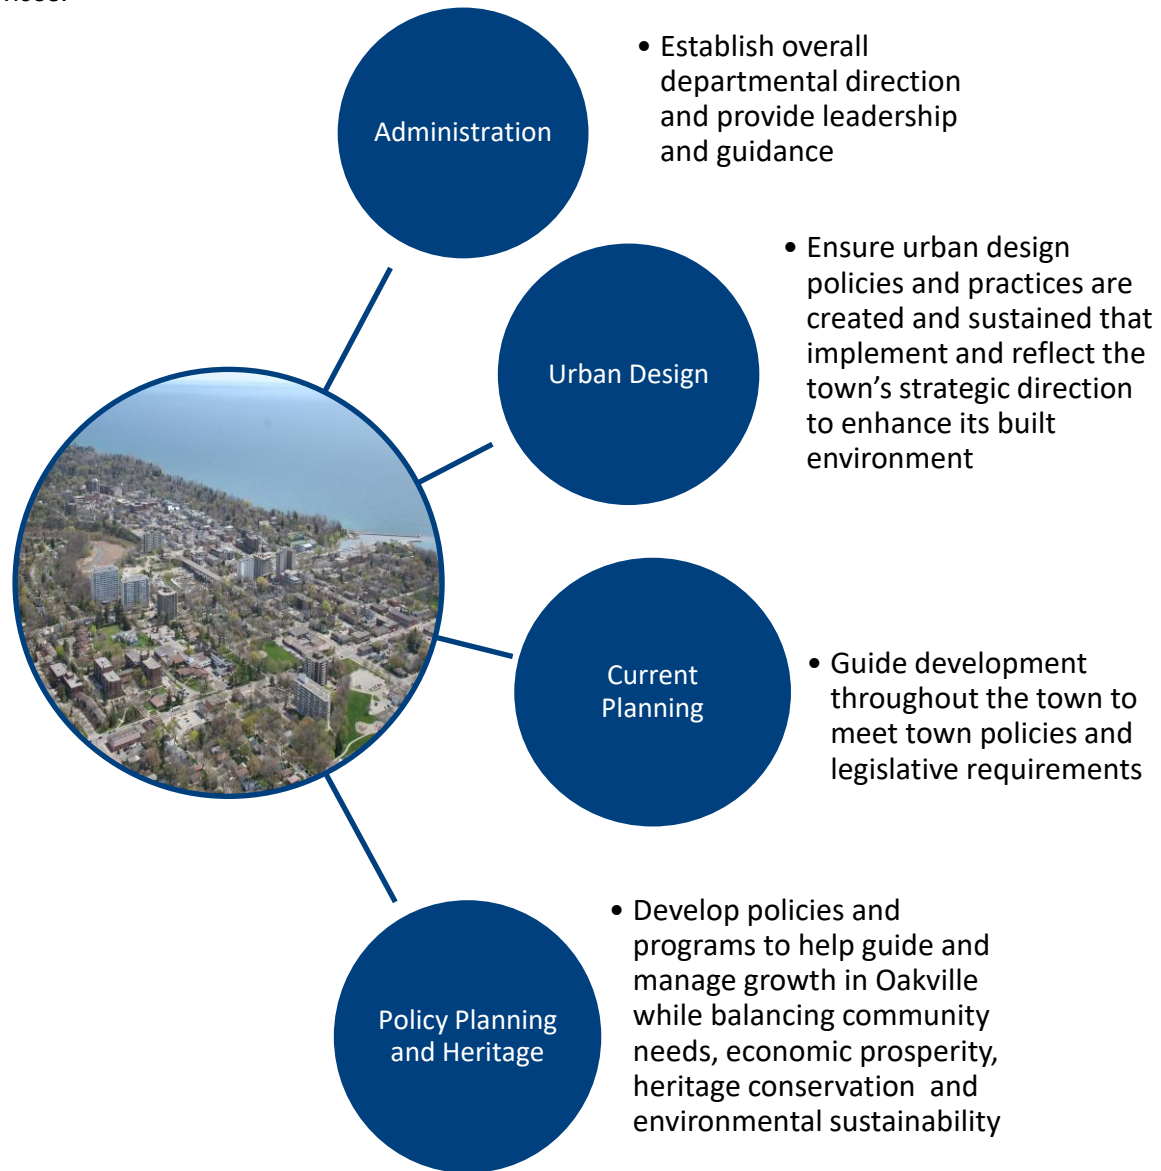 Administration
• Establish overall
departmental direction
and provide leadership
and guidance
Urban Design
• Ensure urban design
policies and practices are
created and sustained that
implement and reflect the
town’s strategic direction
to enhance its built
environment
Current
Planning
• Guide development
throughout the town to
meet town policies and
legislative requirements
Policy Planning
and Heritage
• Develop policies and
programs to help guide and
manage growth in Oakville
while balancing community
needs, economic prosperity,
heritage conservation  and
environmental sustainability